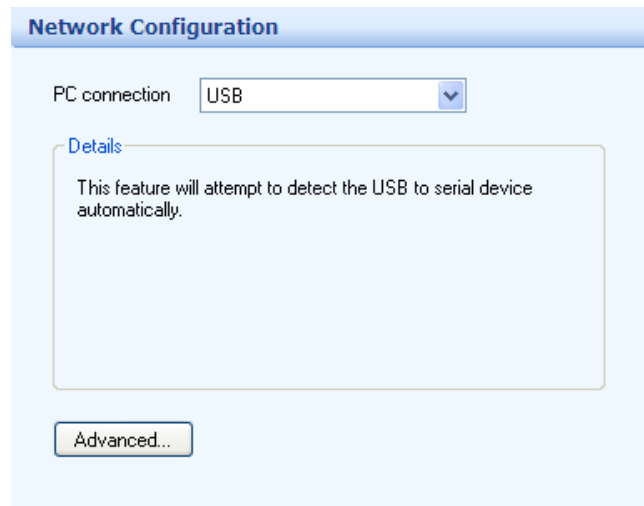 Network Configuration
PC connection USB
Details
This feature will attempt to detect the USB to serial device
automatically.
Advanced...